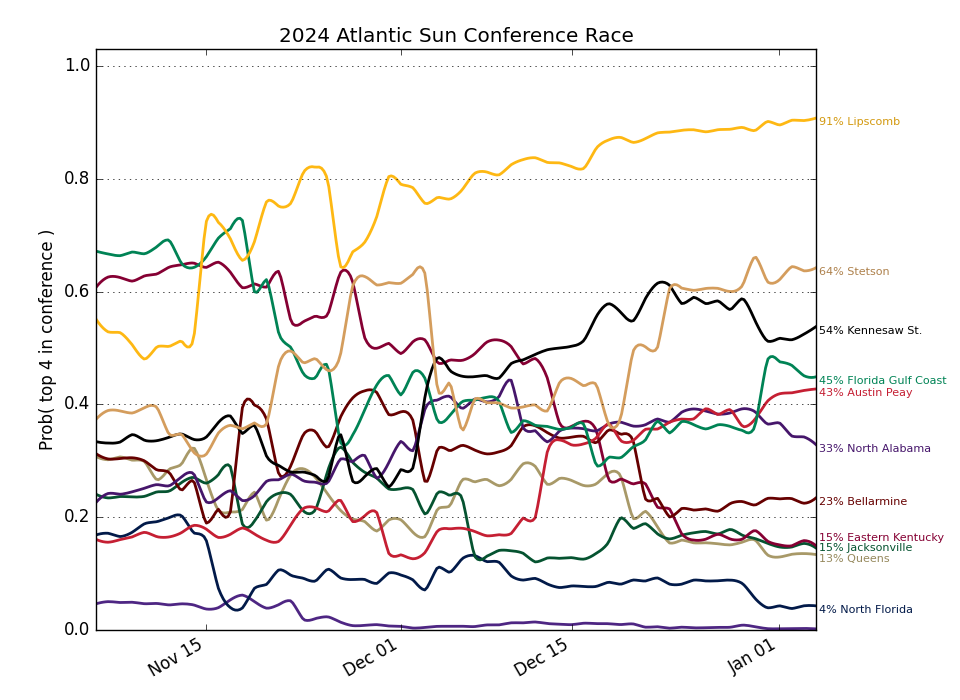 2024 Atlantic Sun Conference Race
Prob( top 4 in conference )
1.0
0.8
0.6
0.4
0.2
0.0
Nov 15
Dec 01
Dec 15
Jan 01
91% Lipscomb
64% Stetson
54% Kennesaw St.
45% Florida Gulf Coast
43% Austin Peay
33% North Alabama
23% Bellarmine
15% Eastern Kentucky
15% Jacksonville
13% Queens
4% North Florida